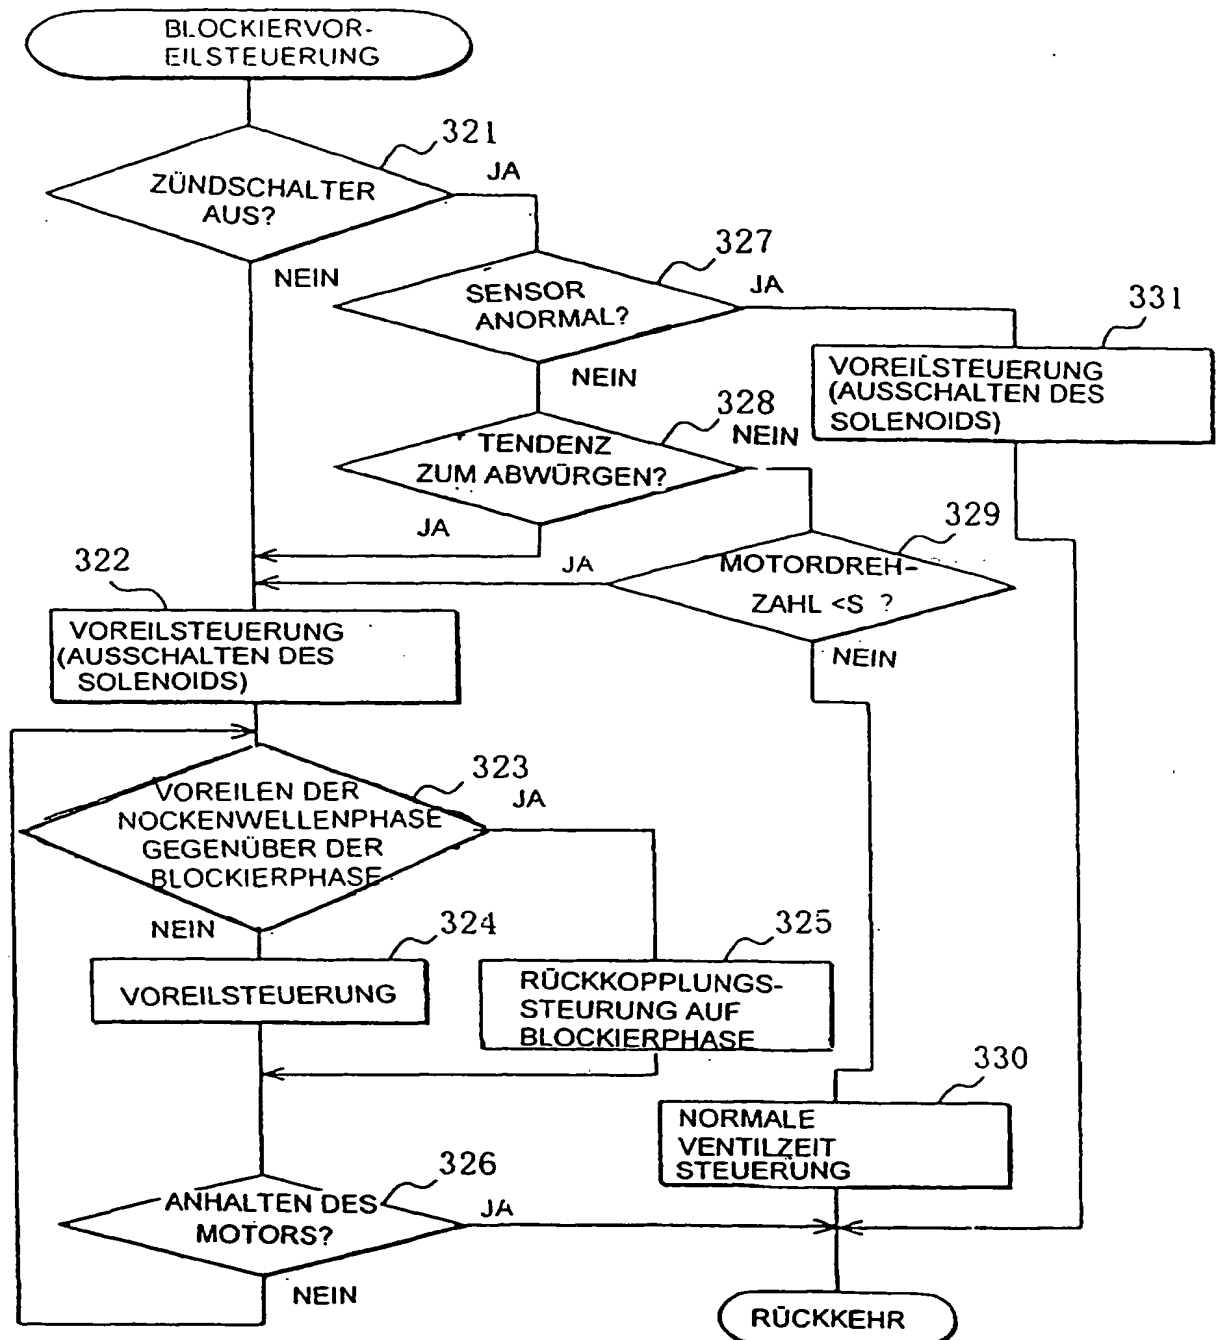 BLOCKIERVOR-
EILSTEUERUNG
321
JA
ZÜNDSCHALTER
AUS?
NEIN
327
SENSOR
ANORMAL?
JA
331
NEIN
VOREILSTEUERUNG
(AUSSCHALTEN DES
SOLENOIDS)
328
TENDENZ
ZUM ABWÜRGEN?
NEIN
JA
329
MOTORDREH-
ZAHL <S ?
JA
NEIN
322
VOREILSTEUERUNG
(AUSSCHALTEN DES
SOLENOIDS)
323
VOREILEN DER
NOCKENWELLENPHASE
GEGENÜBER DER
BLOCKIERPHASE
JA
NEIN
324
VOREILSTEUERUNG
325
RÜCKKOPPLUNGS-
STEURUNG AUF
BLOCKIERPHASE
330
NORMALE
VENTILZEIT
STEUERUNG
326
ANHALTEN DES
MOTORS?
JA
NEIN
RÜCKKEHR